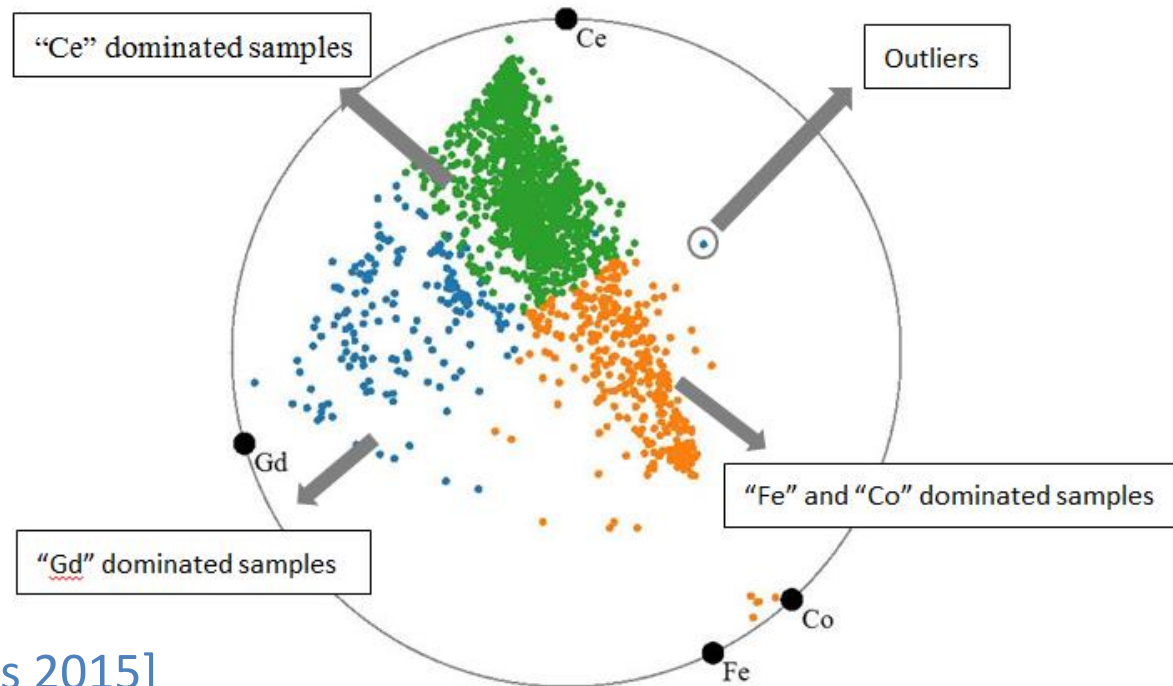 Ce
“Ce” dominated samples
Outliers
Gd
“Fe” and “Co” dominated samples
“Gd” dominated samples
Co
Fe
s 2015]